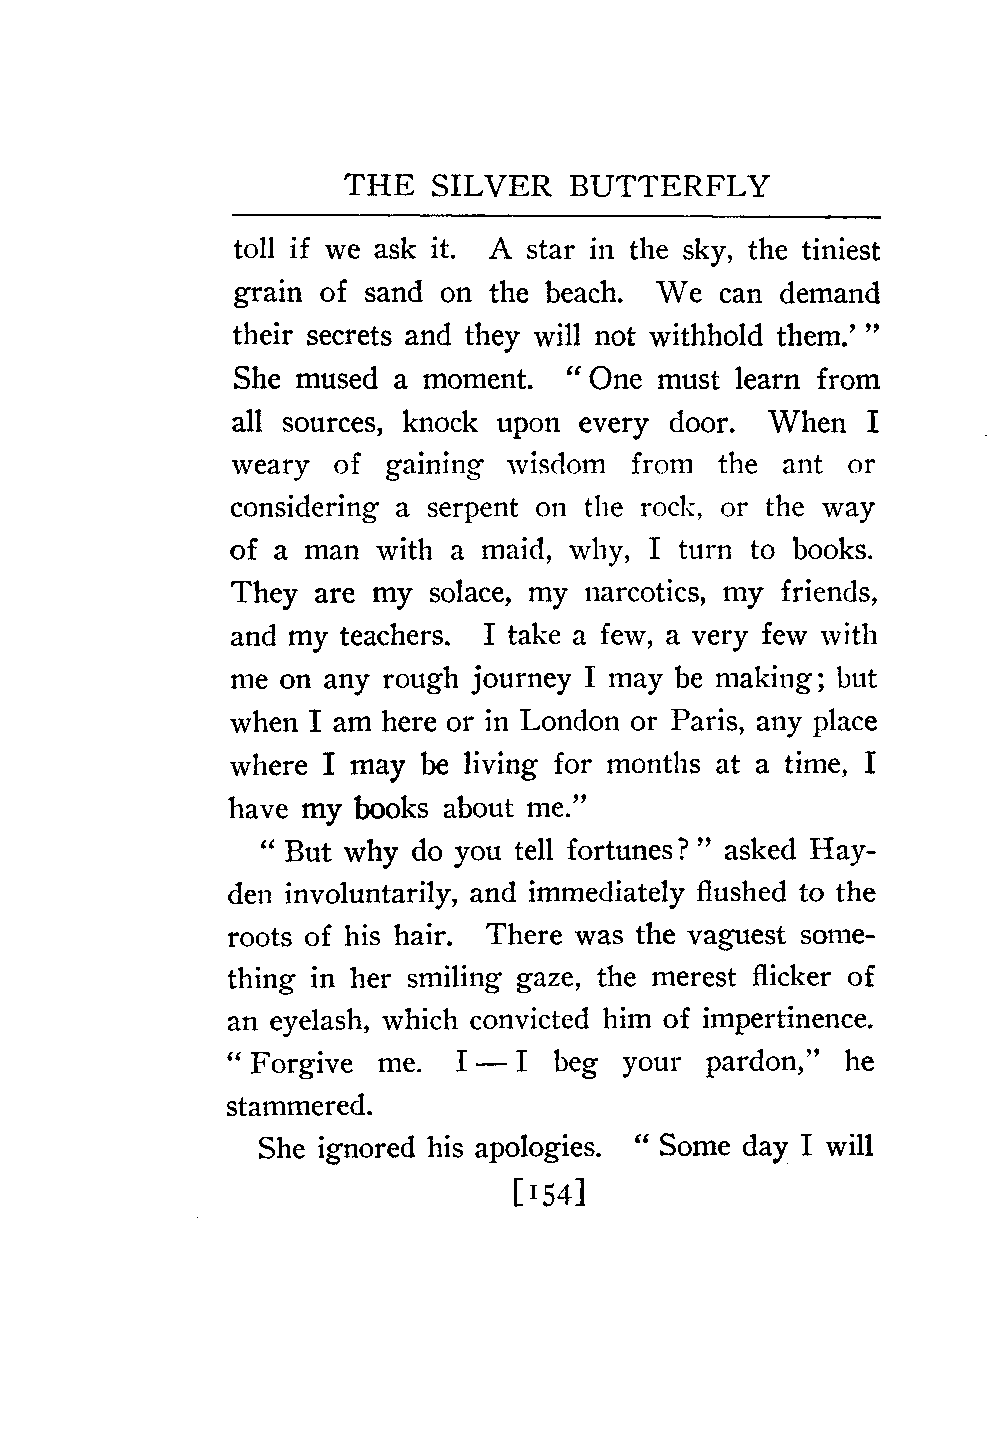 THE SILVER BUTTERFLY
toll if we ask it. A star in the sky, the tiniest
grain of sand on the beach. We can demand
their secrets and they will not withhold them.’ ”
She mused a moment. “ One must learn from
all sources, knock upon every door. When I
weary of gaining wisdom from the ant or
considering a serpent on the rock, or the way
of a man with a maid, why, I turn to books.
They are my solace, my narcotics, my friends,
and my teachers. I take a few, a very few with
me on any rough journey I may be making; but
when I am here or in London or Paris, any place
where I may be living for months at a time, I
have my books about me.”
“ But why do you tell fortunes? ” asked Hay-
den involuntarily, and immediately flushed to the
roots of his hair. There was the vaguest some-
thing in her smiling gaze, the merest flicker of
an eyelash, which convicted him of impertinence.
“ Forgive me. I — I beg your pardon,” he
stammered.
She ignored his apologies. “ Some day I will
[154]